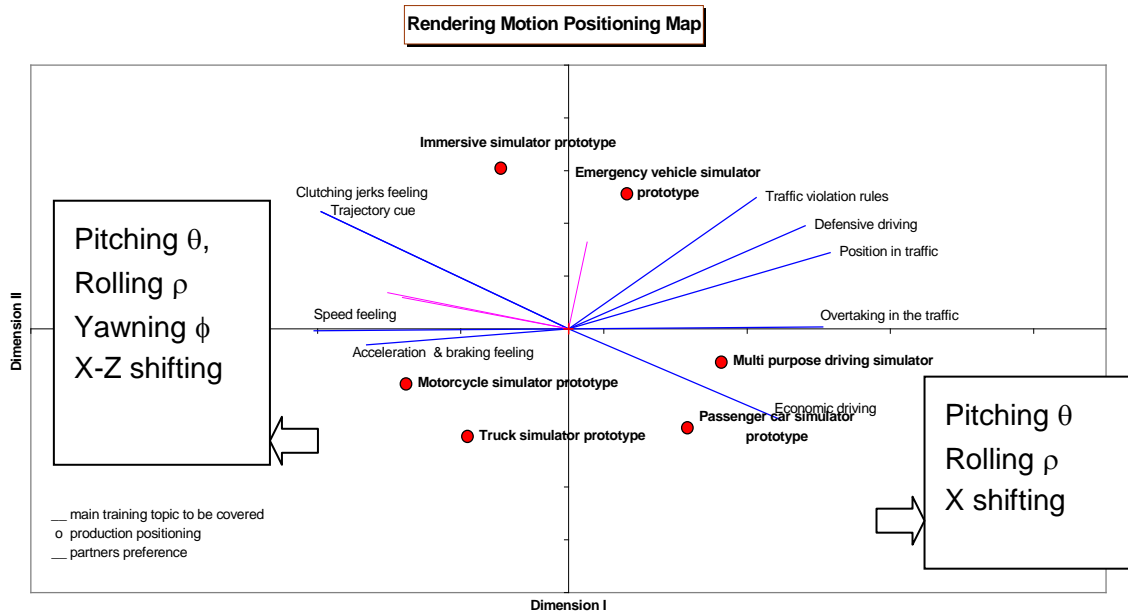 Rendering Motion Positioning Map
Immersive simulator prototype
Emergency vehicle simulator
prototype
Clutching jerks feeling
Trajectory cue
Traffic violation rules
Defensive driving
Position in traffic
Pitching θ,
Rolling ρ
Yawning ϕ
X-Z shifting
Speed feeling
Overtaking in the traffic
Acceleration & braking feeling
Multi purpose driving simulator
Motorcycle simulator prototype
Economic driving
Passenger car simulator
prototype
Truck simulator prototype
Pitching θ
Rolling ρ
X shifting
__ main training topic to be covered
o production positioning
__ partners preference
Dimension II
Dimension I